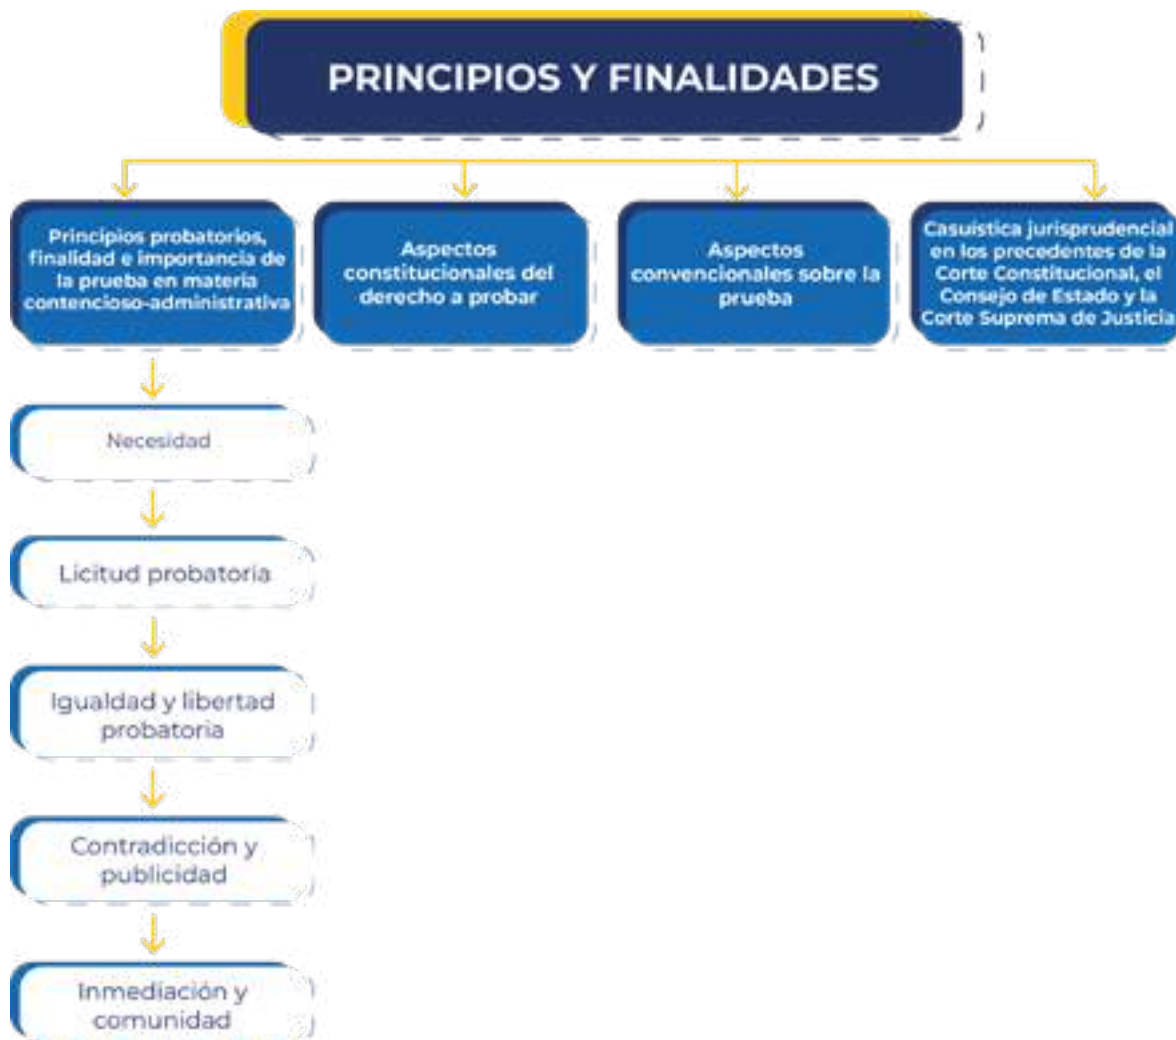 PRINCIPIOS Y FINALIDADES
Principios probatorios,
finalidad e importancia de
la prueba en materia
contencioso-administrativa
Aspectos
constitucionales del
derecho a probar
Aspectos
convencionales sobre la
prueba
Casuística jurisprudencial
en los precedentes de la
Corte Constitucional, el
Consejo de Estado y la
Corte Suprema de Justicia
Necesidad
Licitud probatoria
Igualdad y libertad
probatoria
Contradicción y
publicidad
Inmediación y
comunidad